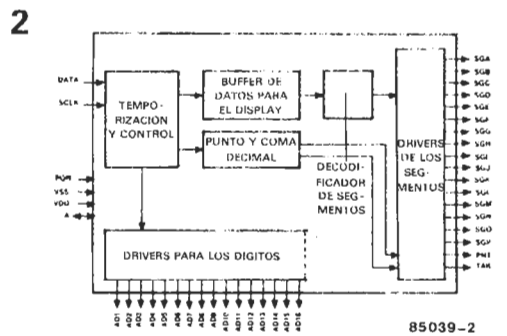 2
DATA
SCLK
TEMPO-
RIZACIÓN
Y CONTROL
BUFFER DE
DATOS PARA
EL DISPLAY
PUNTO Y COMA
DECIMAL
DECODI-
FICADOR
DE SEG-
MENTOS
DRIVERS
DE LOS
SEG-
MENTOS
POR
VSS
VDD
A
DRIVERS PARA LOS DIGITOS
SGA
SGB
SGC
SGD
SGE
SGF
SGG
SGH
SGI
SGJ
SGK
SGL
SGM
SGN
SGO
SGP
PNT
TAIL
AD1
AD2
AD3
AD4
AD5
AD6
AD7
AD8
AD9
AD10
AD11
AD12
AD13
AD14
AD15
AD16
85039-2